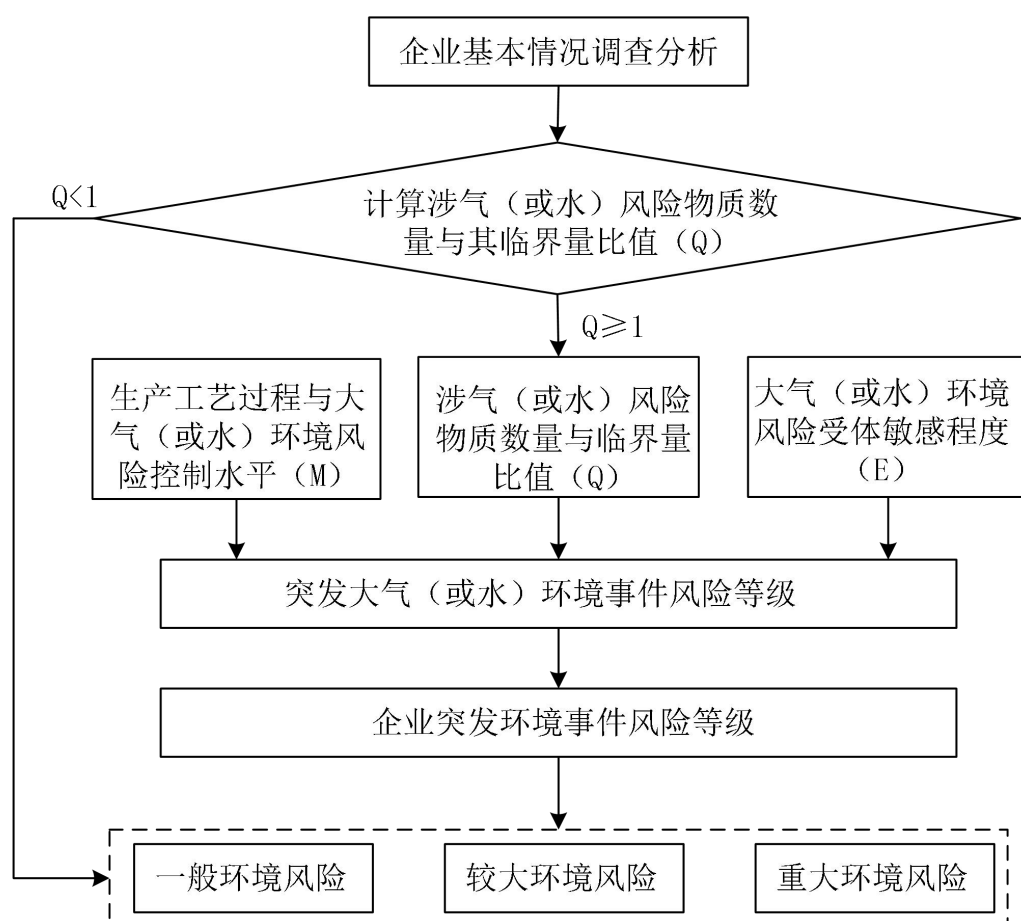 企业基本情况调查分析
Q<1
计算涉气（或水）风险物质数
量与其临界量比值（Q）
Q≥1
生产工艺过程与大
气（或水）环境风
险控制水平（M）
涉气（或水）风险
物质数量与临界量
比值（Q）
大气（或水）环境
风险受体敏感程度
（E）
突发大气（或水）环境事件风险等级
企业突发环境事件风险等级
一般环境风险
较大环境风险
重大环境风险